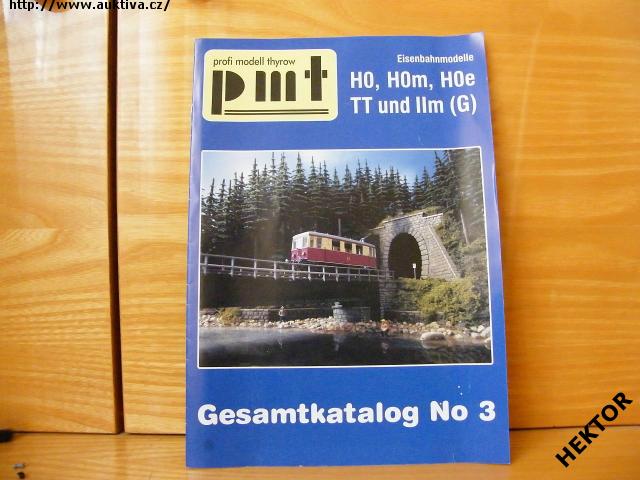 http://www.auktiva.cz/
profi modell thyrow
pmt
Eisenbahnmodelle
H0, H0m, H0e
TT und IIm (G)
Gesamtkatalog No 3
HEKTOR